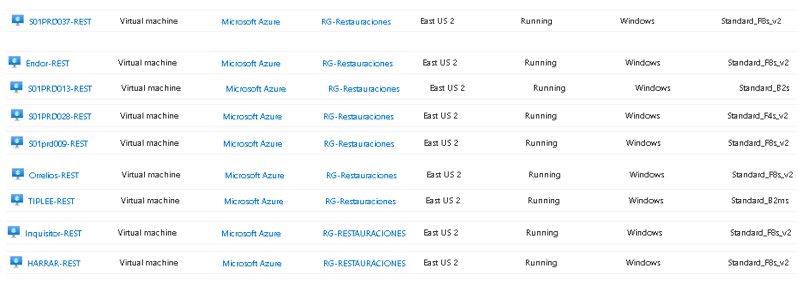 S01PRD037-REST Virtual machine Microsoft Azure RG-Restauraciones East US 2 Running Windows Standard_F8s_v2
Endor-REST Virtual machine Microsoft Azure RG-Restauraciones East US 2 Running Windows Standard_F8s_v2
S01PRD013-REST Virtual machine Microsoft Azure RG-Restauraciones East US 2 Running Windows Standard_B2s
S01PRD028-REST Virtual machine Microsoft Azure RG-Restauraciones East US 2 Running Windows Standard_F4s_v2
S01prd009-REST Virtual machine Microsoft Azure RG-Restauraciones East US 2 Running Windows Standard_F8s_v2
Orrelios-REST Virtual machine Microsoft Azure RG-Restauraciones East US 2 Running Windows Standard_F8s_v2
TIPLEE-REST Virtual machine Microsoft Azure RG-Restauraciones East US 2 Running Windows Standard_B2ms
Inquisitor-REST Virtual machine Microsoft Azure RG-RESTAURACIONES East US 2 Running Windows Standard_F8s_v2
HARRAR-REST Virtual machine Microsoft Azure RG-RESTAURACIONES East US 2 Running Windows Standard_F8s_v2